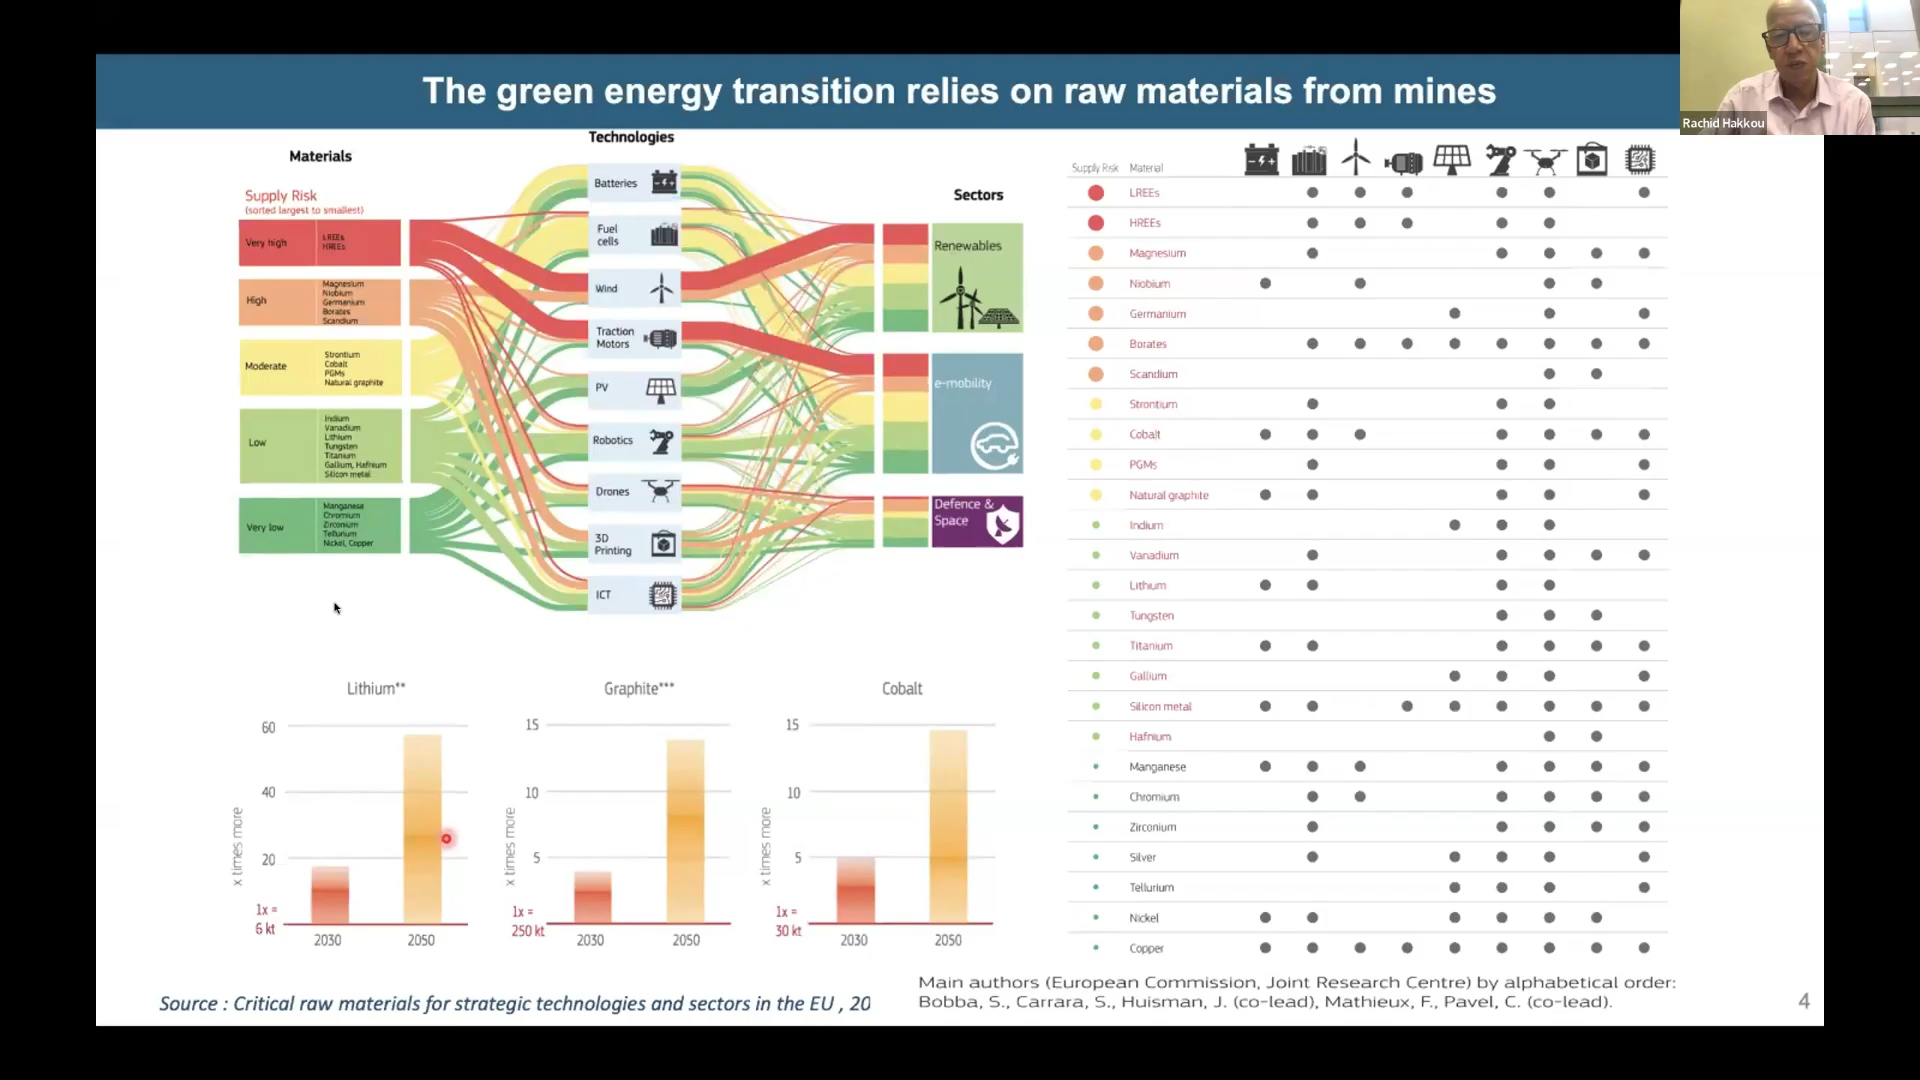 The green energy transition relies on raw materials from mines
Rachid Hakkou
Materials
Supply Risk
(sorted largest to smallest)
Very high
LREEs
HREEs
High
Magnesium
Niobium
Germanium
Borates
Scandium
Moderate
Strontium
Cobalt
PGMs
Natural graphite
Low
Indium
Vanadium
Lithium
Tungsten
Titanium
Gallium, Hafnium
Silicon metal
Very low
Manganese
Chromium
Zirconium
Tellurium
Nickel, Copper
Technologies
Batteries
Fuel
cells
Wind
Traction
Motors
PV
Robotics
Drones
3D
Printing
ICT
Sectors
Renewables
e-mobility
Defence &
Space
Supply Risk Material
LREEs
HREEs
Magnesium
Niobium
Germanium
Borates
Scandium
Strontium
Cobalt
PGMs
Natural graphite
Indium
Vanadium
Lithium
Tungsten
Titanium
Gallium
Silicon metal
Hafnium
Manganese
Chromium
Zirconium
Silver
Tellurium
Nickel
Copper
Lithium**
60
40
20
x times more
1x =
6 kt
2030 2050
Graphite***
15
10
5
x times more
1x =
250 kt
2030 2050
Cobalt
15
10
5
x times more
1x =
30 kt
2030 2050
Source : Critical raw materials for strategic technologies and sectors in the EU , 20
Main authors (European Commission, Joint Research Centre) by alphabetical order:
Bobba, S., Carrara, S., Huisman, J. (co-lead), Mathieux, F., Pavel, C. (co-lead).
4